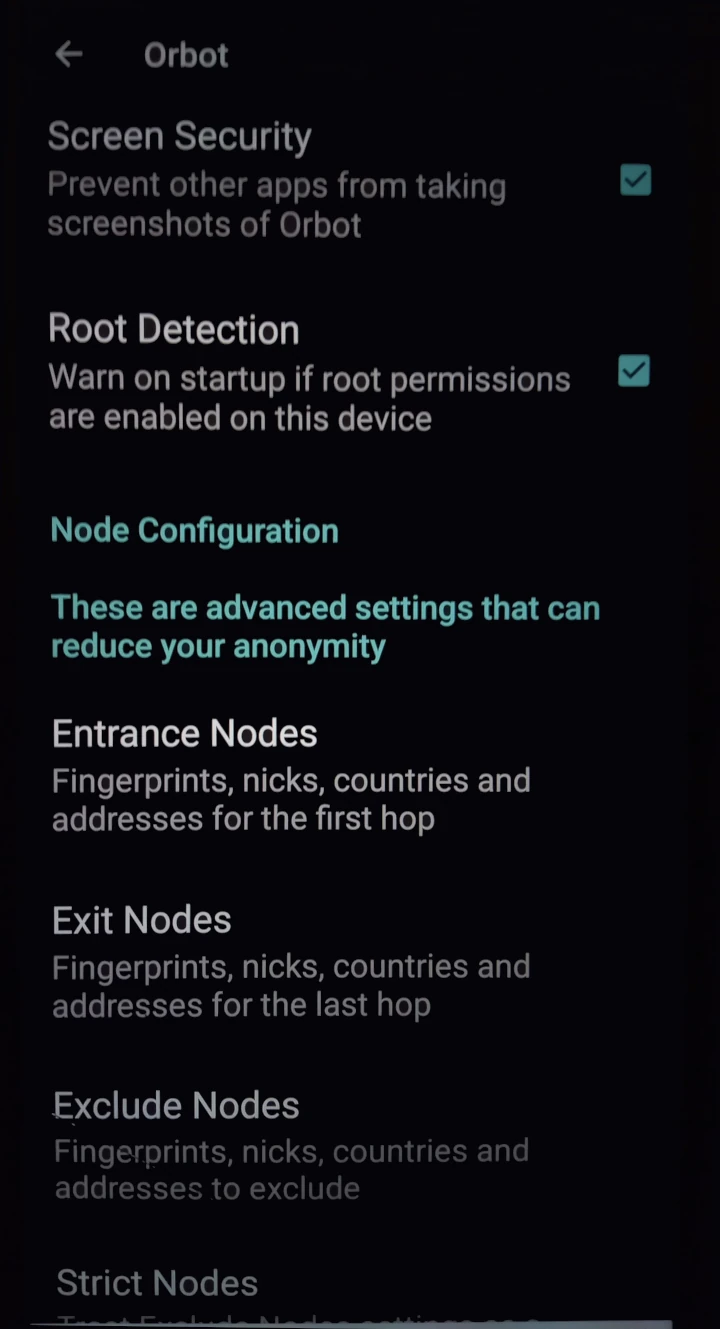 Orbot
Screen Security
Prevent other apps from taking
screenshots of Orbot
Root Detection
Warn on startup if root permissions
are enabled on this device
Node Configuration
These are advanced settings that can
reduce your anonymity
Entrance Nodes
Fingerprints, nicks, countries and
addresses for the first hop
Exit Nodes
Fingerprints, nicks, countries and
addresses for the last hop
Exclude Nodes
Fingerprints, nicks, countries and
addresses to exclude
Strict Nodes